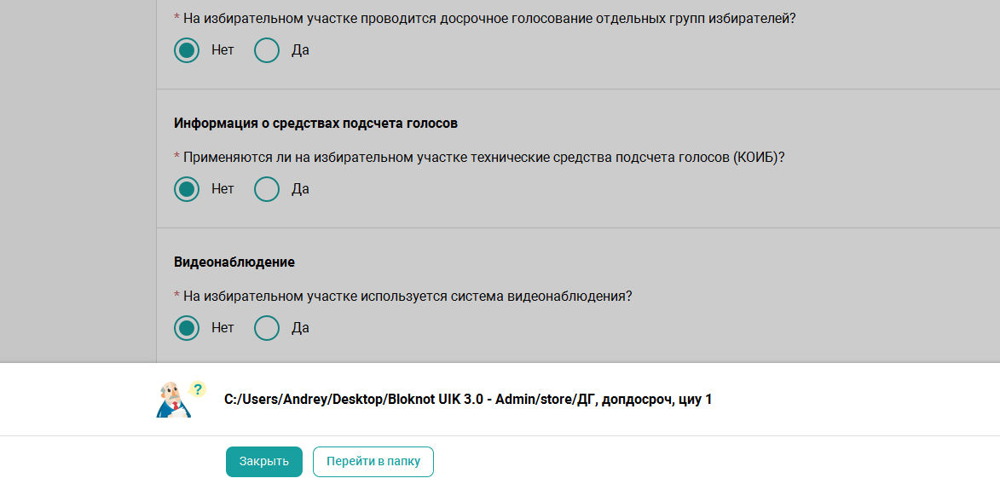 * На избирательном участке проводится досрочное голосование отдельных групп избирателей?
Нет Да
Информация о средствах подсчета голосов
* Применяются ли на избирательном участке технические средства подсчета голосов (КОИБ)?
Нет Да
Видеонаблюдение
* На избирательном участке используется система видеонаблюдения?
Нет Да
?
C:/Users/Andrey/Desktop/Bloknot UIK 3.0 - Admin/store/ДГ, допдосроч, циу 1
Закрыть Перейти в папку